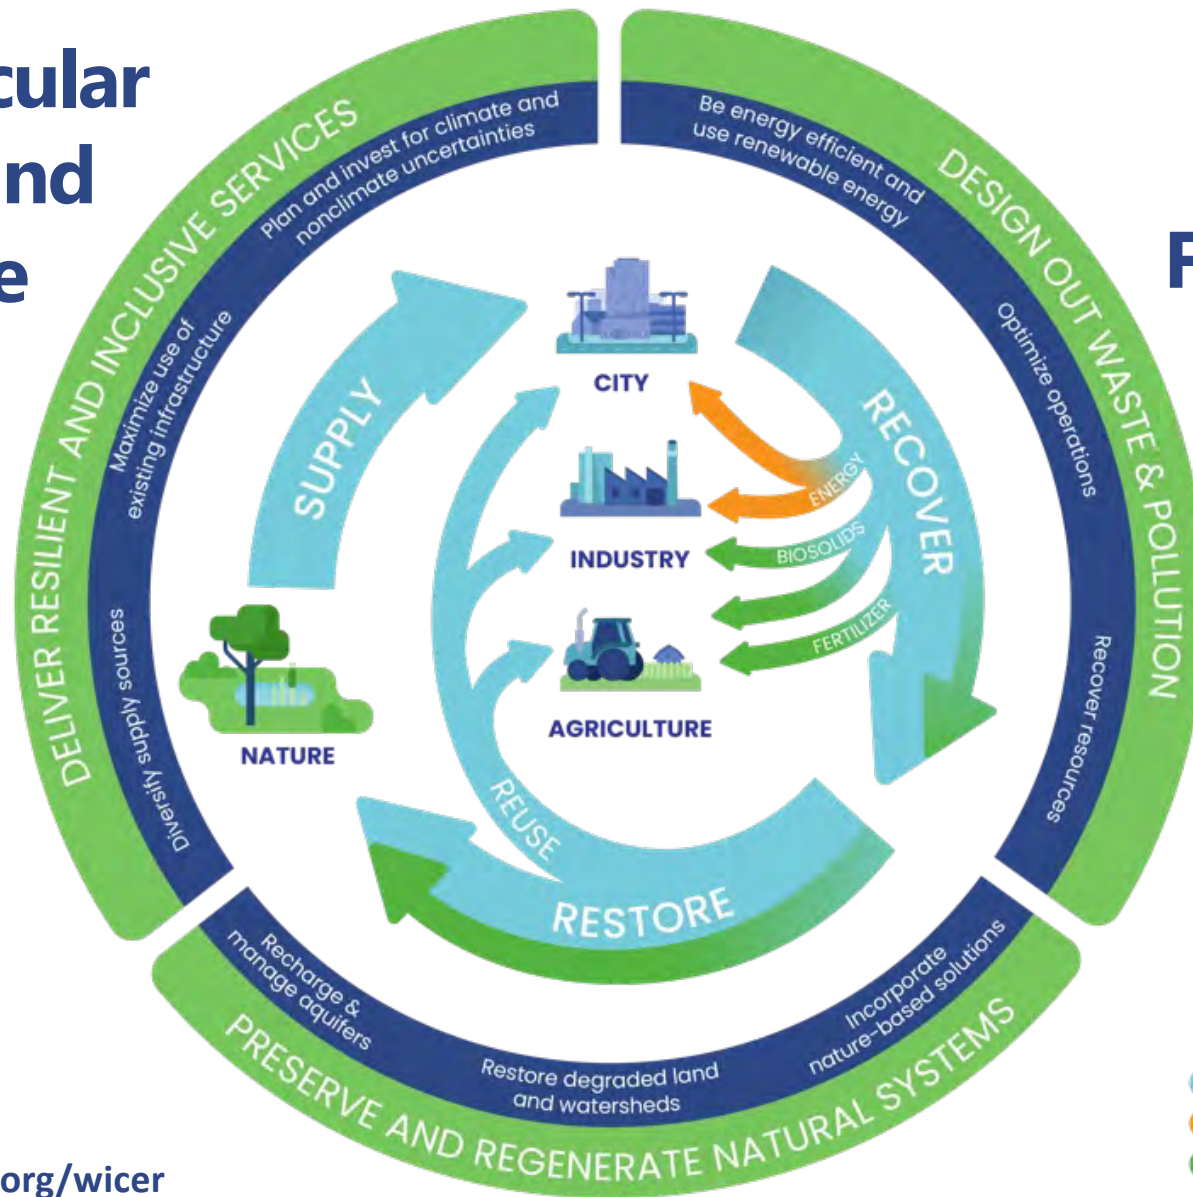 cular
nd
e
F
DELIVER RESILIENT AND INCLUSIVE SERVICES
Plan and invest for climate and
nonclimate uncertainties
Maximize use of
existing infrastructure
Diversify supply sources
DESIGN OUT WASTE & POLLUTION
Be energy efficient and
use renewable energy
Optimize operations
Recover resources
PRESERVE AND REGENERATE NATURAL SYSTEMS
Incorporate
nature-based solutions
Restore degraded land
and watersheds
Recharge &
manage aquifers
SUPPLY
CITY
RECOVER
ENERGY
INDUSTRY
BIOSOLIDS
FERTILIZER
AGRICULTURE
NATURE
REUSE
RESTORE
org/wicer